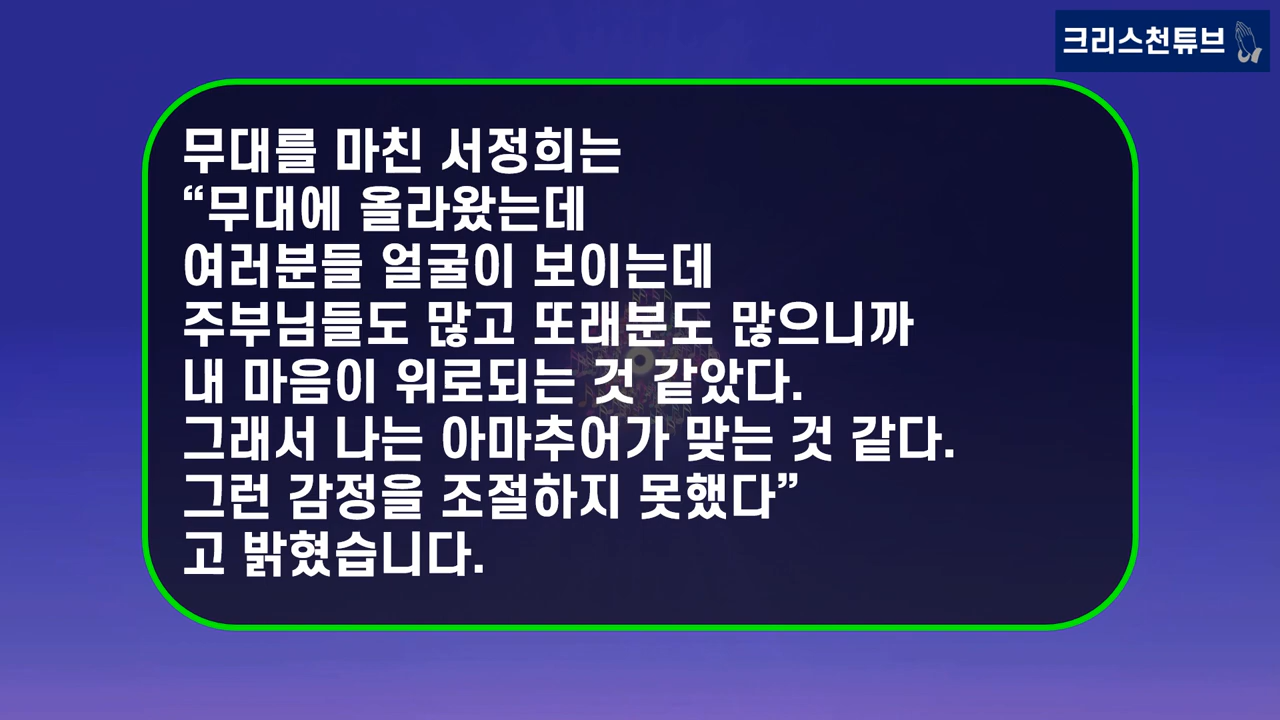 크리스천튜브
무대를 마친 서정희는
“무대에 올라왔는데
여러분들 얼굴이 보이는데
주부님들도 많고 또래분도 많으니까
내 마음이 위로되는 것 같았다.
그래서 나는 아마추어가 맞는 것 같다.
그런 감정을 조절하지 못했다”
고 밝혔습니다.